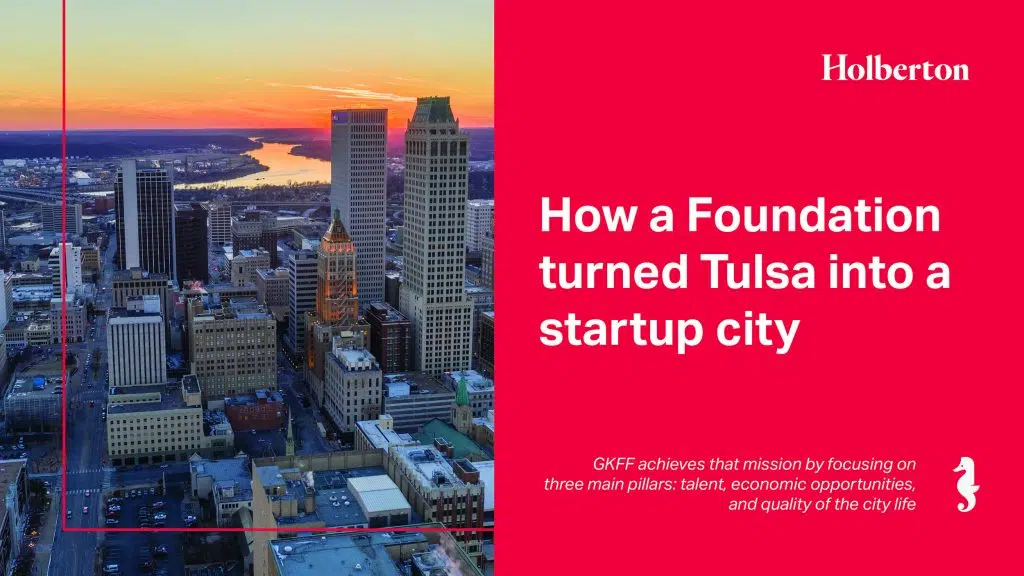 Holberton
How a Foundation
turned Tulsa into a
startup city
GKFF achieves that mission by focusing on
three main pillars: talent, economic opportunities,
and quality of the city life